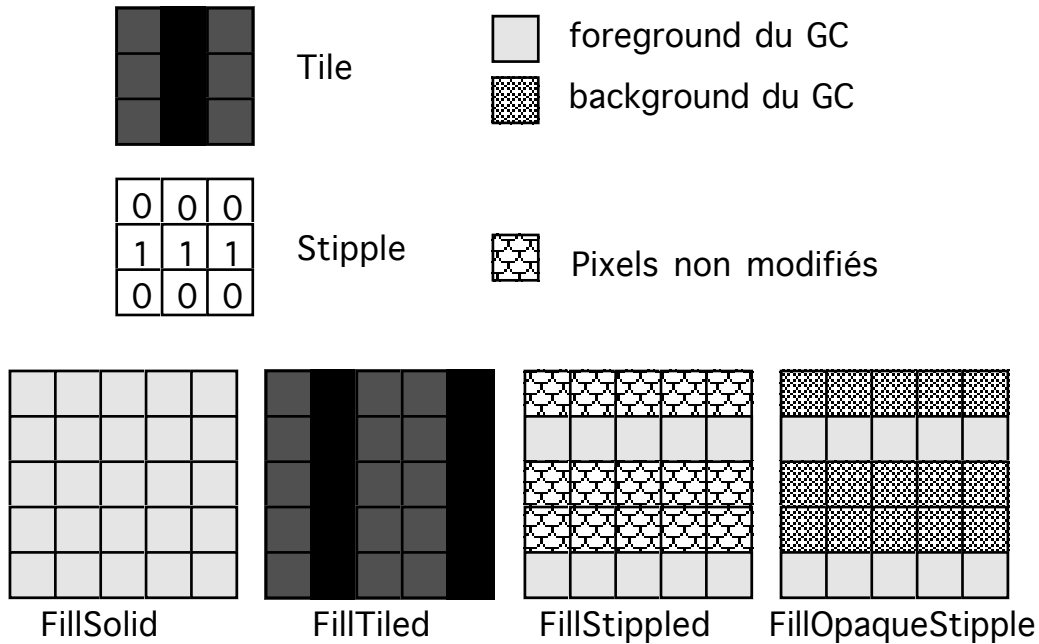 Tile
foreground du GC
background du GC
0 0 0
1 1 1
0 0 0
Stipple
Pixels non modifiés
FillSolid
FillTiled
FillStippled
FillOpaqueStipple